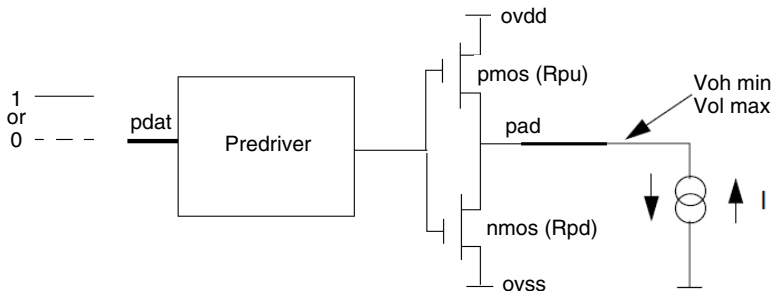 ovdd
pmos (Rpu)
Voh min
Vol max
1
or
0
pdat
Predriver
pad
I
nmos (Rpd)
ovss